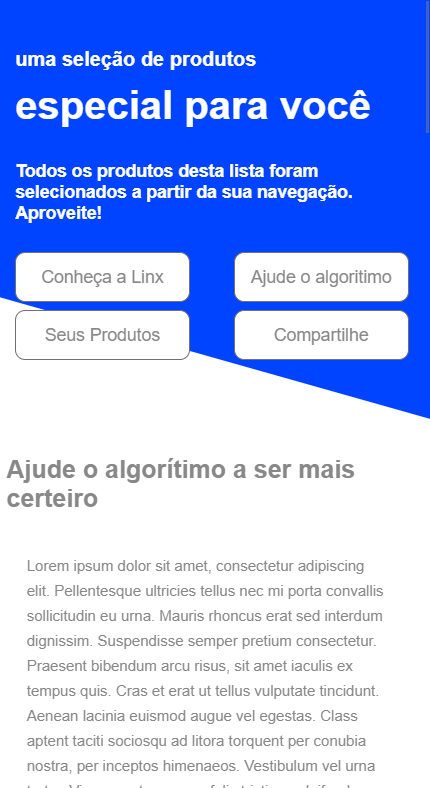 uma seleção de produtos
especial para você
Todos os produtos desta lista foram
selecionados a partir da sua navegação.
Aproveite!
Conheça a Linx
Ajude o algoritimo
Seus Produtos
Compartilhe
Ajude o algorítimo a ser mais
certeiro
Lorem ipsum dolor sit amet, consectetur adipiscing
elit. Pellentesque ultricies tellus nec mi porta convallis
sollicitudin eu urna. Mauris rhoncus erat sed interdum
dignissim. Suspendisse semper pretium consectetur.
Praesent bibendum arcu risus, sit amet iaculis ex
tempus quis. Cras et erat ut tellus vulputate tincidunt.
Aenean lacinia euismod augue vel egestas. Class
aptent taciti sociosqu ad litora torquent per conubia
nostra, per inceptos himenaeos. Vestibulum vel urna